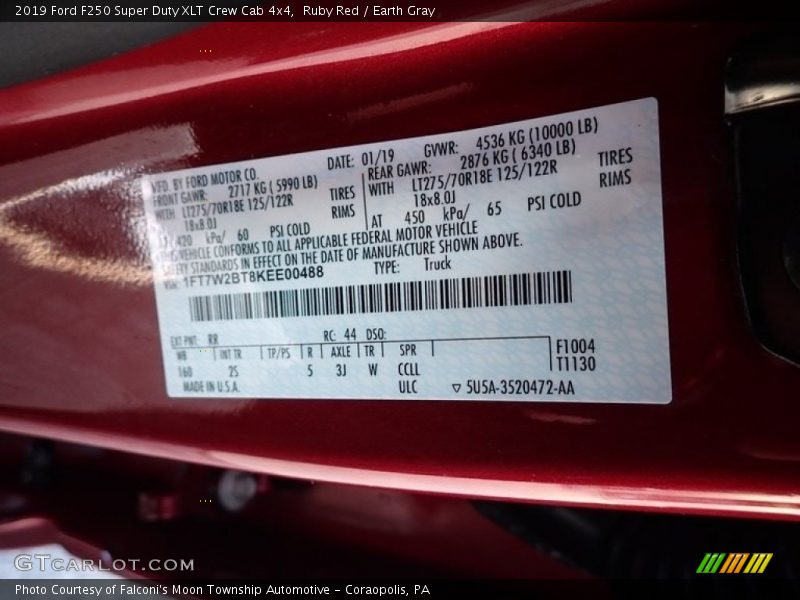 2019 Ford F250 Super Duty XLT Crew Cab 4x4, Ruby Red / Earth Gray
MFD. BY FORD MOTOR CO.
DATE: 01/19 GVWR: 4536 KG (10000 LB)
FRONT GAWR: 2717 KG ( 5990 LB)
REAR GAWR: 2876 KG ( 6340 LB)
WITH LT275/70R18E 125/122R TIRES
WITH LT275/70R18E 125/122R TIRES
18x8.0J RIMS
18x8.0J RIMS
420 kPa/ 60 PSI COLD
AT 450 kPa/ 65 PSI COLD
THIS VEHICLE CONFORMS TO ALL APPLICABLE FEDERAL MOTOR VEHICLE
SAFETY STANDARDS IN EFFECT ON THE DATE OF MANUFACTURE SHOWN ABOVE.
VIN: 1FT7W2BT8KEE00488 TYPE: Truck
EXT PNT: RR RC: 44 DSO:
WB INT TR TP/PS R AXLE TR SPR
160 2S 5 3J W CCLL
F1004
T1130
MADE IN U.S.A. ULC ▽ 5U5A-3520472-AA
GTCarLot.com
Photo Courtesy of Falconi's Moon Township Automotive - Coraopolis, PA